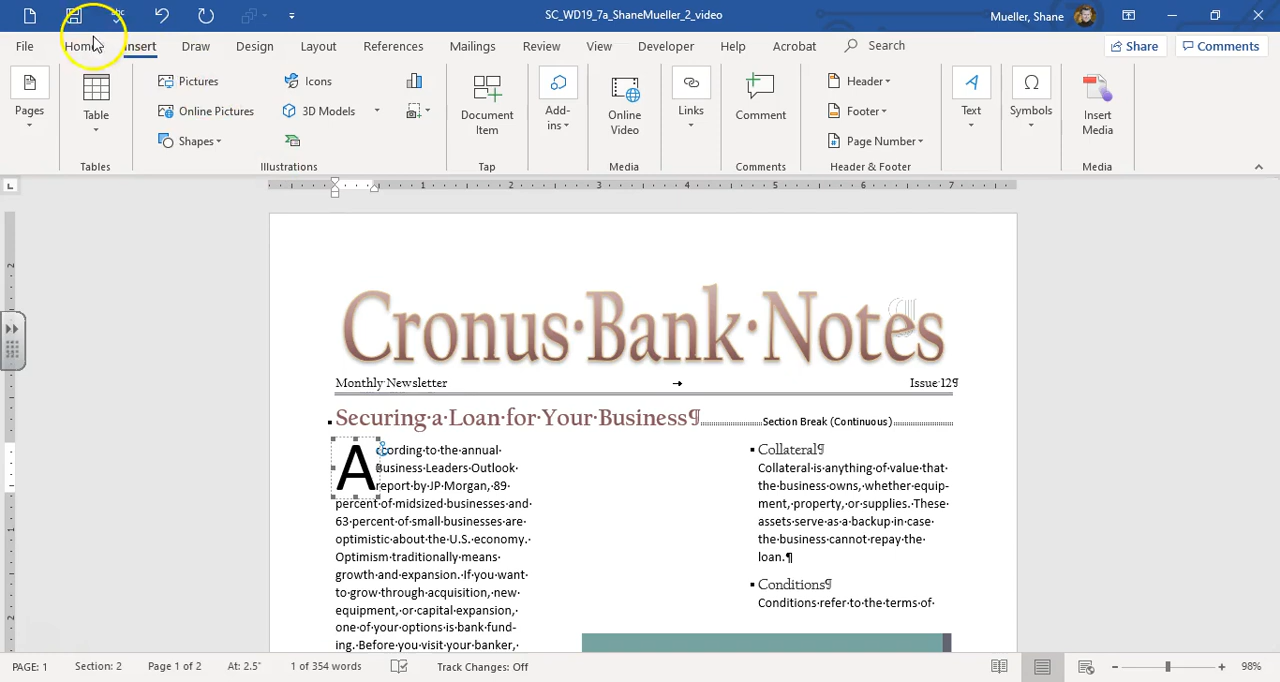 SC_WD19_7a_ShaneMueller_2_video
Mueller, Shane
File Home Insert Draw Design Layout References Mailings Review View Developer Help Acrobat Search
Share Comments
Pages
Table
Pictures
Online Pictures
Shapes
Icons
3D Models
Document Item
Add-ins
Online Video
Links
Comment
Header
Footer
Page Number
Text
Symbols
Insert Media
Tables Illustrations Tap Media Comments Header & Footer Media
1 2 3 4 5 6 7
Cronus·Bank·Notes
Monthly·Newsletter → Issue·12¶
Securing·a·Loan·for·Your·Business¶ Section Break (Continuous)
A
ccording·to·the·annual·
Business·Leaders·Outlook·
report·by·JP·Morgan,·89·
percent·of·midsized·businesses·and·
63·percent·of·small·businesses·are·
optimistic·about·the·U.S.·economy.·
Optimism·traditionally·means·
growth·and·expansion.·If·you·want·
to·grow·through·acquisition,·new·
equipment,·or·capital·expansion,·
one·of·your·options·is·bank·fund-
ing.·Before·you·visit·your·banker,·
Collateral¶
Collateral·is·anything·of·value·that·
the·business·owns,·whether·equip-
ment,·property,·or·supplies.·These·
assets·serve·as·a·backup·in·case·
the·business·cannot·repay·the·
loan.¶
Conditions¶
Conditions·refer·to·the·terms·of·
PAGE: 1 Section: 2 Page 1 of 2 At: 2.5" 1 of 354 words Track Changes: Off 98%